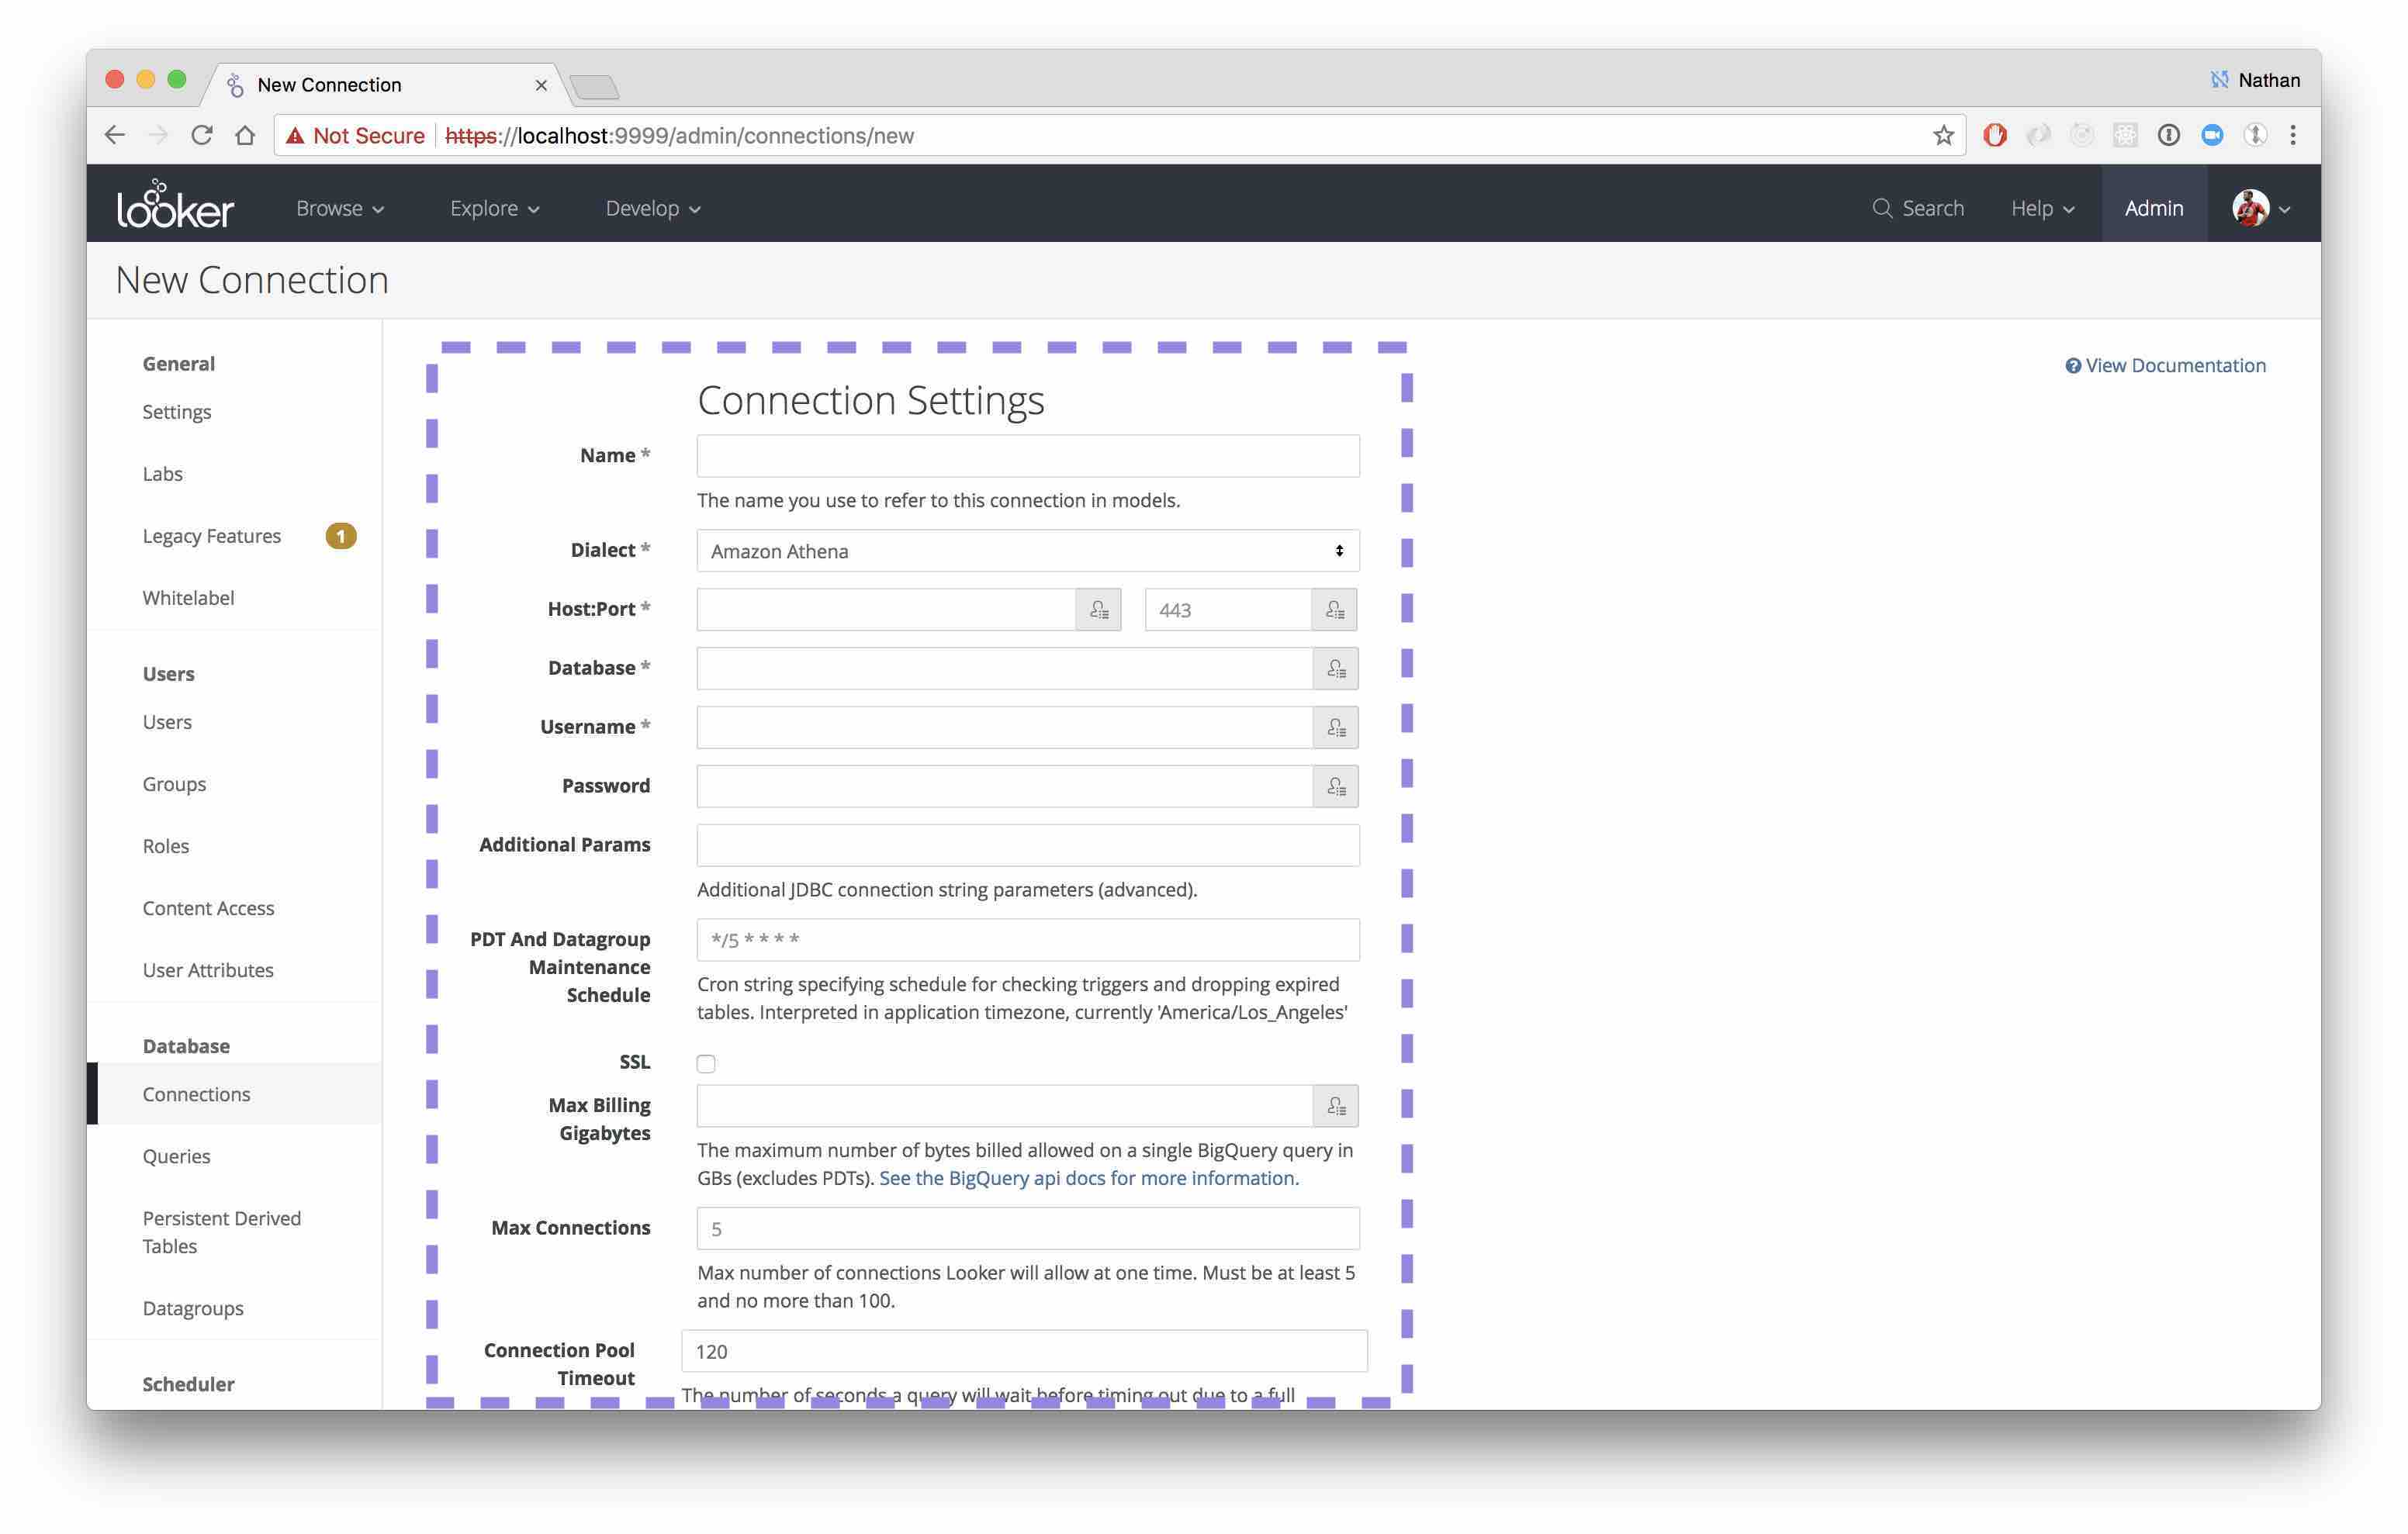 New Connection
Nathan
Not Secure https://localhost:9999/admin/connections/new
looker
Browse
Explore
Develop
Search
Help
Admin
New Connection
General
Settings
Labs
Legacy Features 1
Whitelabel
Users
Users
Groups
Roles
Content Access
User Attributes
Database
Connections
Queries
Persistent Derived
Tables
Datagroups
Scheduler
View Documentation
Connection Settings
Name *
The name you use to refer to this connection in models.
Dialect * Amazon Athena
Host:Port * 443
Database *
Username *
Password
Additional Params
Additional JDBC connection string parameters (advanced).
PDT And Datagroup
Maintenance
Schedule
*/5 * * * *
Cron string specifying schedule for checking triggers and dropping expired
tables. Interpreted in application timezone, currently 'America/Los_Angeles'
SSL
Max Billing
Gigabytes
The maximum number of bytes billed allowed on a single BigQuery query in
GBs (excludes PDTs). See the BigQuery api docs for more information.
Max Connections 5
Max number of connections Looker will allow at one time. Must be at least 5
and no more than 100.
Connection Pool
Timeout
120
The number of seconds a query will wait before timing out due to a full